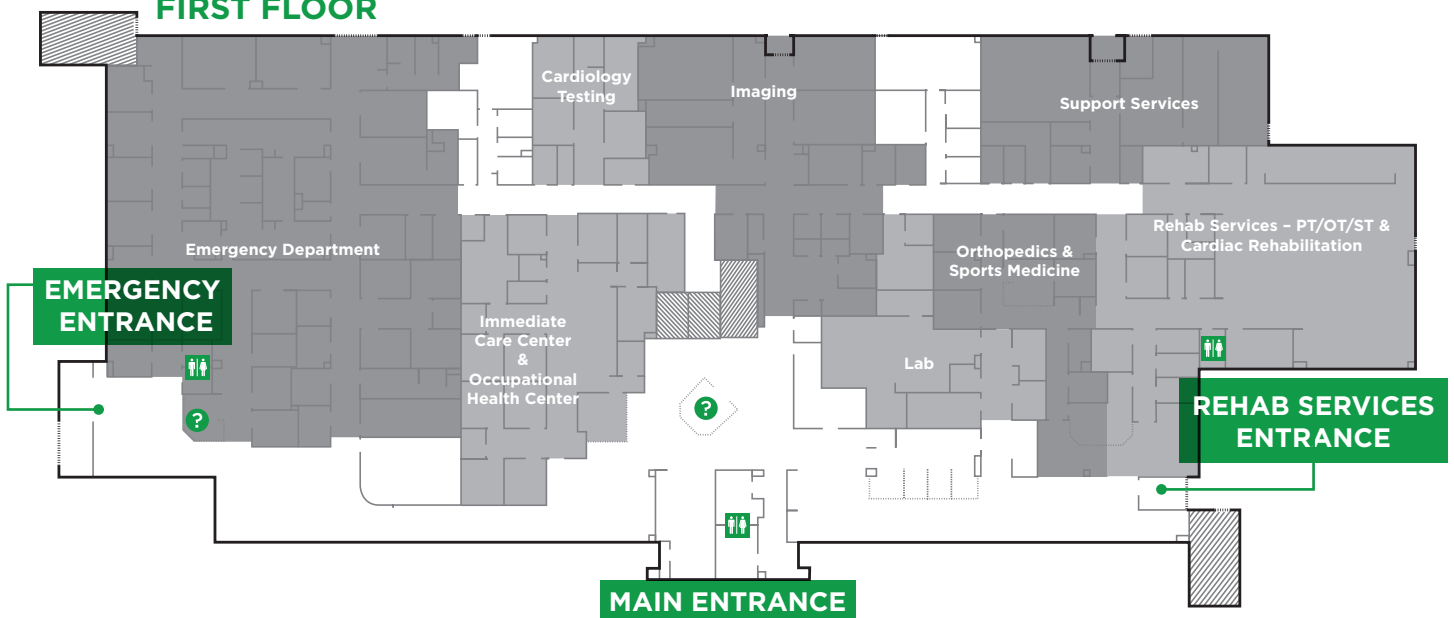 FIRST FLOOR
Cardiology
Testing
Imaging
Support Services
Emergency Department
Rehab Services – PT/OT/ST &
Cardiac Rehabilitation
Orthopedics &
Sports Medicine
EMERGENCY
ENTRANCE
Immediate
Care Center
&
Occupational
Health Center
Lab
?
?
REHAB SERVICES
ENTRANCE
MAIN ENTRANCE